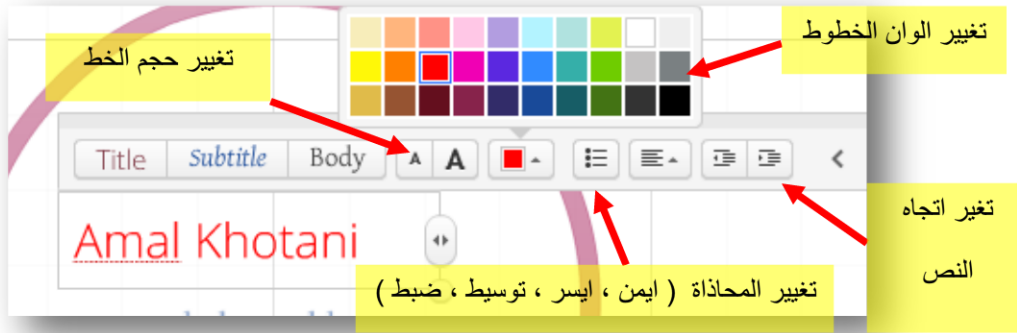 تغيير الوان الخطوط
تغيير حجم الخط
Title Subtitle Body A A
تغير اتجاه
النص
Amal Khotani
تغيير المحاذاة ( ايمن ، ايسر ، توسيط ، ضبط )